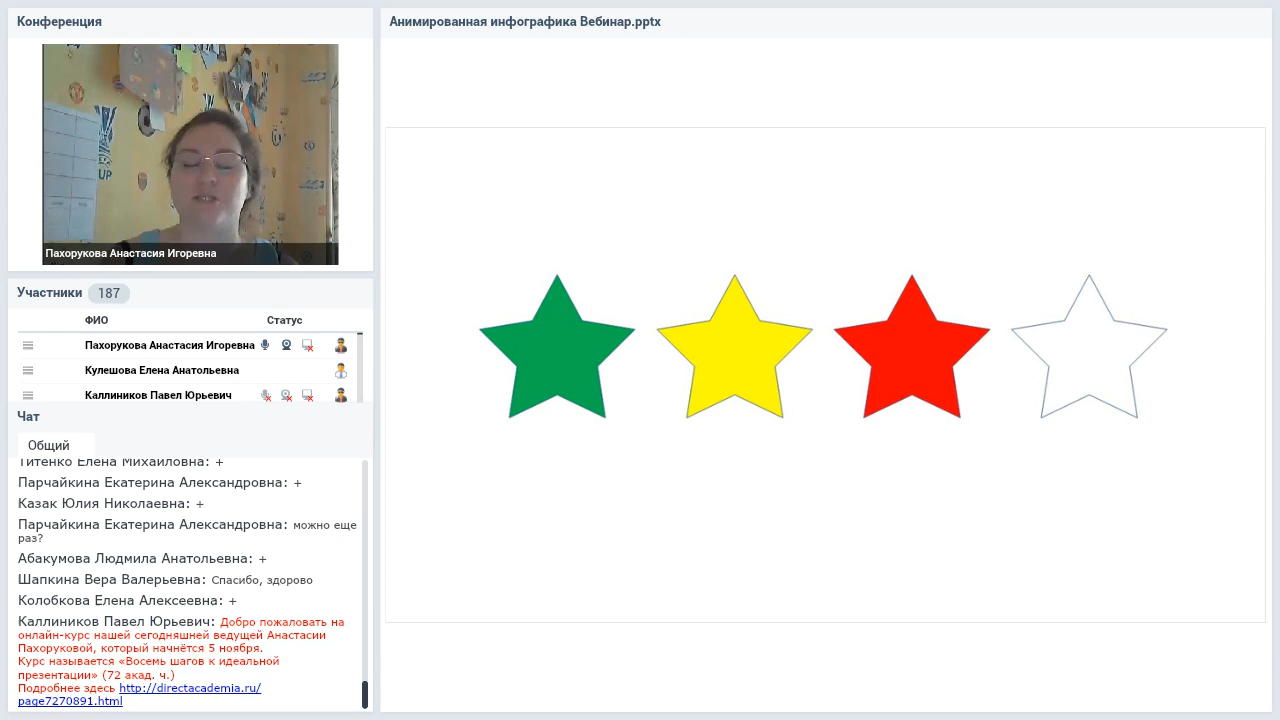 Конференция
UP
Пахорукова Анастасия Игоревна
Участники 187
ФИО Статус
Пахорукова Анастасия Игоревна
Кулешова Елена Анатольевна
Каллиников Павел Юрьевич
Чат
Общий
Титенко Елена Михайловна: +
Парчайкина Екатерина Александровна: +
Казак Юлия Николаевна: +
Парчайкина Екатерина Александровна: можно еще
раз?
Абакумова Людмила Анатольевна: +
Шапкина Вера Валерьевна: Спасибо, здорово
Колобкова Елена Алексеевна: +
Каллиников Павел Юрьевич: Добро пожаловать на
онлайн-курс нашей сегодняшней ведущей Анастасии
Пахоруковой, который начнётся 5 ноября.
Курс называется «Восемь шагов к идеальной
презентации» (72 акад. ч.)
Подробнее здесь http://directacademia.ru/
page7270891.html
Анимированная инфографика Вебинар.pptx